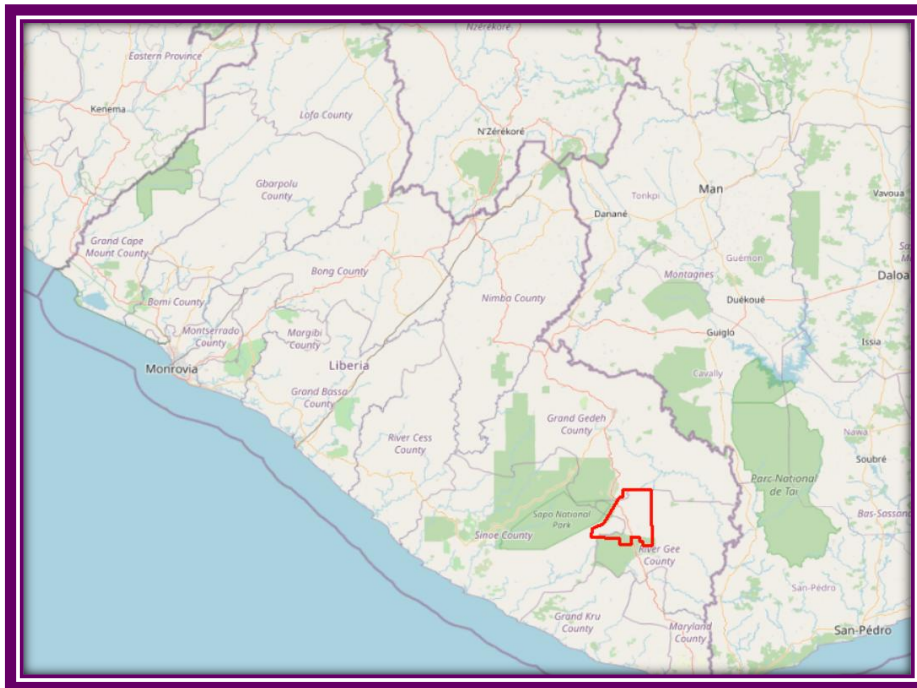 Nzérékoré
Eastern Province
Kenema
Lofa County
N'Zérékoré
Gbarpolu
County
Tonkpi
Man
Vavoua
Danané
Grand Cape
Mount County
Bong County
Guémon
Montagnes
Daloa
Bomi County
Nimba County
Duékoué
Montserrado
County
Margibi
County
Guiglo
Issia
Monrovia
Liberia
Cavally
Grand Bassa
County
Grand Gedeh
County
Nawa
River Cess
County
Soubré
Parc National
de Taï
Sapo National
Park
Bas-Sassand
Sinoe County
River Gee
County
San-Pédro
Grand Kru
County
Maryland
County
San-Pédro